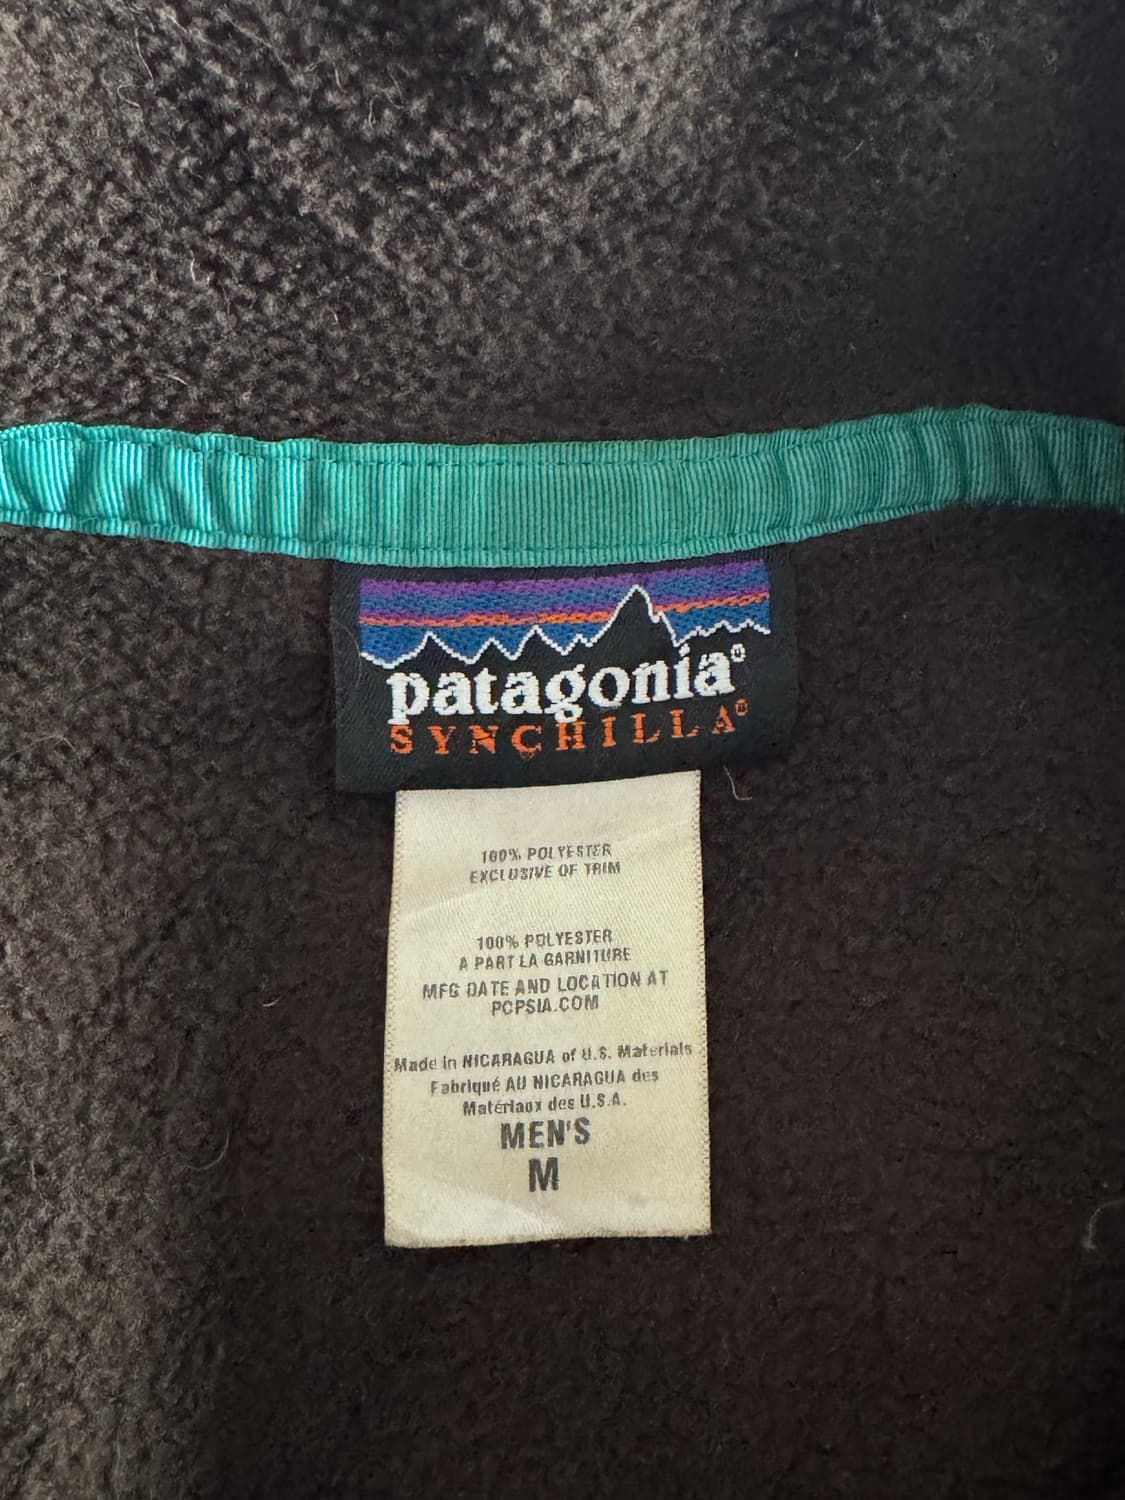 patagonia®
SYNCHILLA®
100% POLYESTER
EXCLUSIVE OF TRIM
100% POLYESTER
A PART LA GARNITURE
MFG DATE AND LOCATION AT
PCPSIA.COM
Made in NICARAGUA of U.S. Materials
Fabriqué AU NICARAGUA des
Matériaux des U.S.A.
MEN'S
M